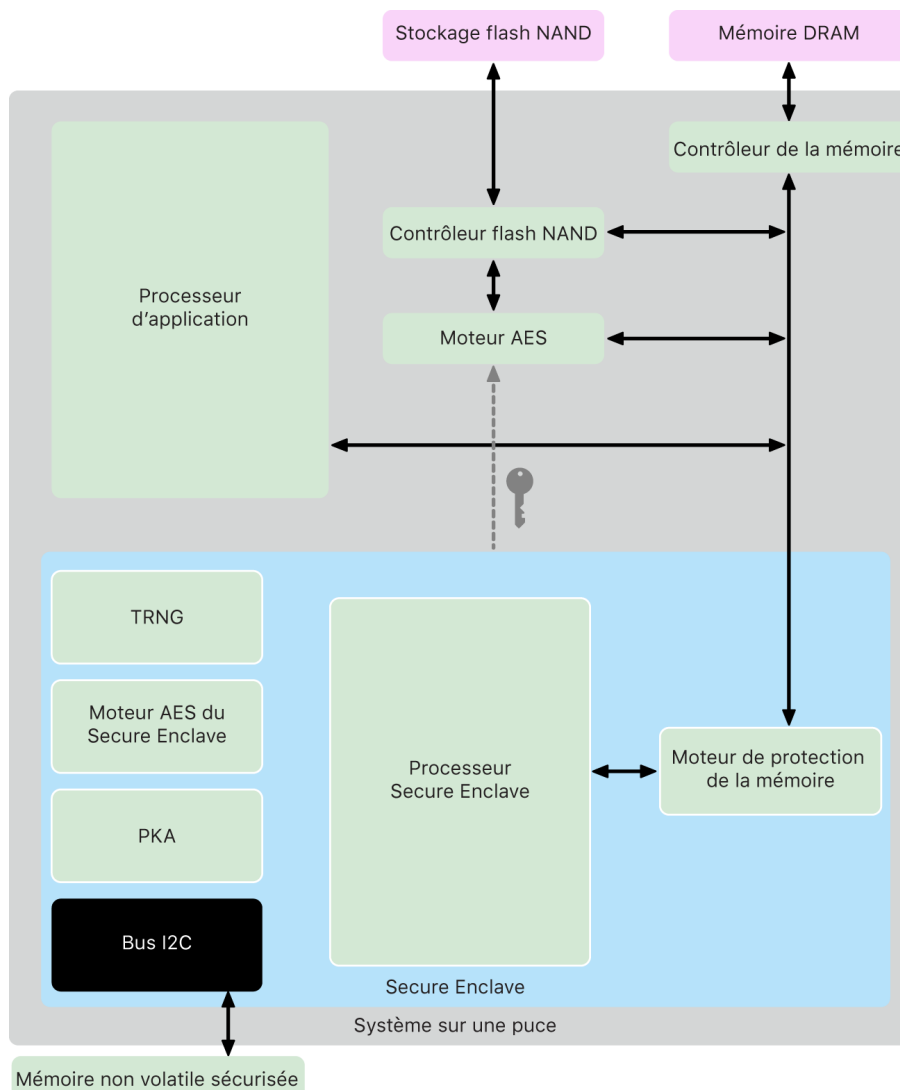 Stockage flash NAND
Mémoire DRAM
Contrôleur de la mémoire
Contrôleur flash NAND
Processeur
d’application
Moteur AES
TRNG
Moteur AES du
Secure Enclave
Processeur
Secure Enclave
Moteur de protection
de la mémoire
PKA
Bus I2C
Secure Enclave
Système sur une puce
Mémoire non volatile sécurisée